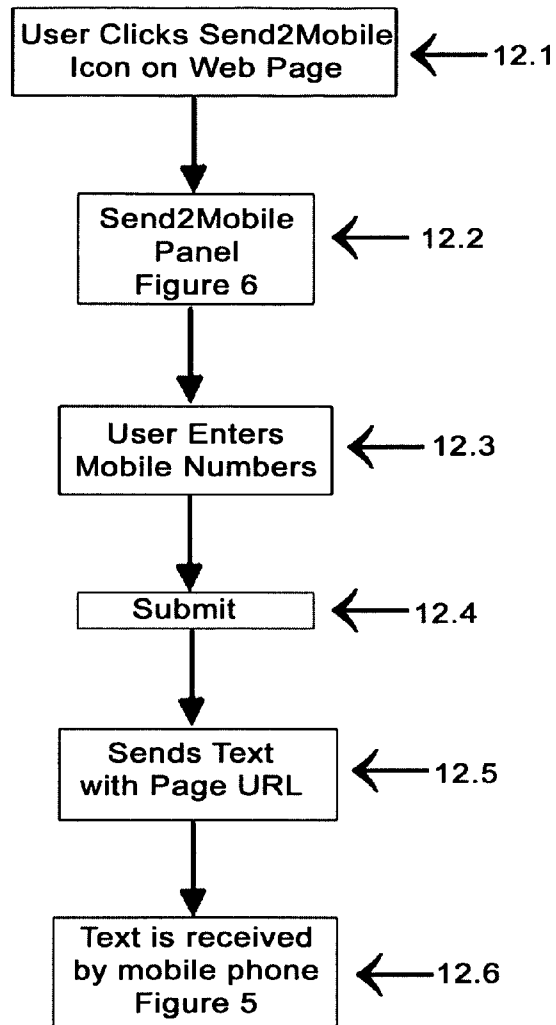 User Clicks Send2Mobile
Icon on Web Page
12.1
Send2Mobile
Panel
Figure 6
12.2
User Enters
Mobile Numbers
12.3
Submit
12.4
Sends Text
with Page URL
12.5
Text is received
by mobile phone
Figure 5
12.6